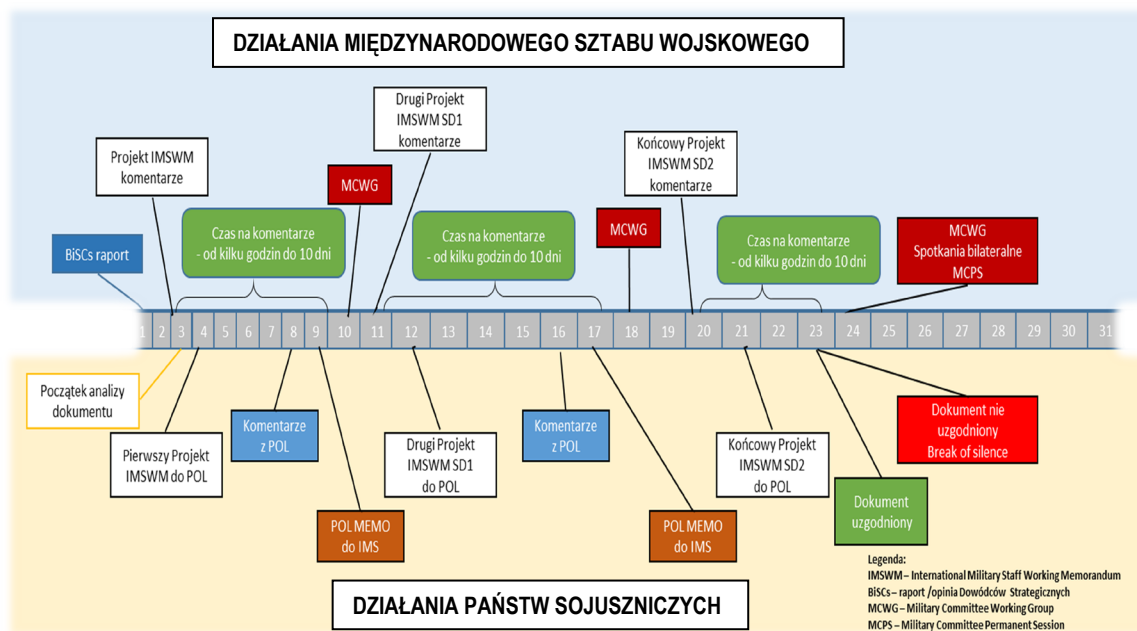 DZIAŁANIA MIĘDZYNARODOWEGO SZTABU WOJSKOWEGO
Drugi Projekt
IMSWM SD1
komentarze
Projekt IMSWM
komentarze
Końcowy Projekt
IMSWM SD2
komentarze
MCWG
Czas na komentarze
- od kilku godzin do 10 dni
Czas na komentarze
- od kilku godzin do 10 dni
MCWG
Czas na komentarze
- od kilku godzin do 10 dni
MCWG
Spotkania bilateralne
MCPS
BiSCs raport
1 2 3 4 5 6 7 8 9 10 11 12 13 14 15 16 17 18 19 20 21 22 23 24 25 26 27 28 29 30 31
Początek analizy
dokumentu
Pierwszy Projekt
IMSWM do POL
Komentarze
z POL
Drugi Projekt
IMSWM SD1
do POL
Komentarze
z POL
Końcowy Projekt
IMSWM SD2
do POL
Dokument nie
uzgodniony
Break of silence
POL MEMO
do IMS
POL MEMO
do IMS
Dokument
uzgodniony
DZIAŁANIA PAŃSTW SOJUSZNICZYCH
Legenda:
IMSWM – International Military Staff Working Memorandum
BiSCs – raport /opinia Dowódców Strategicznych
MCWG – Military Committee Working Group
MCPS – Military Committee Permanent Session